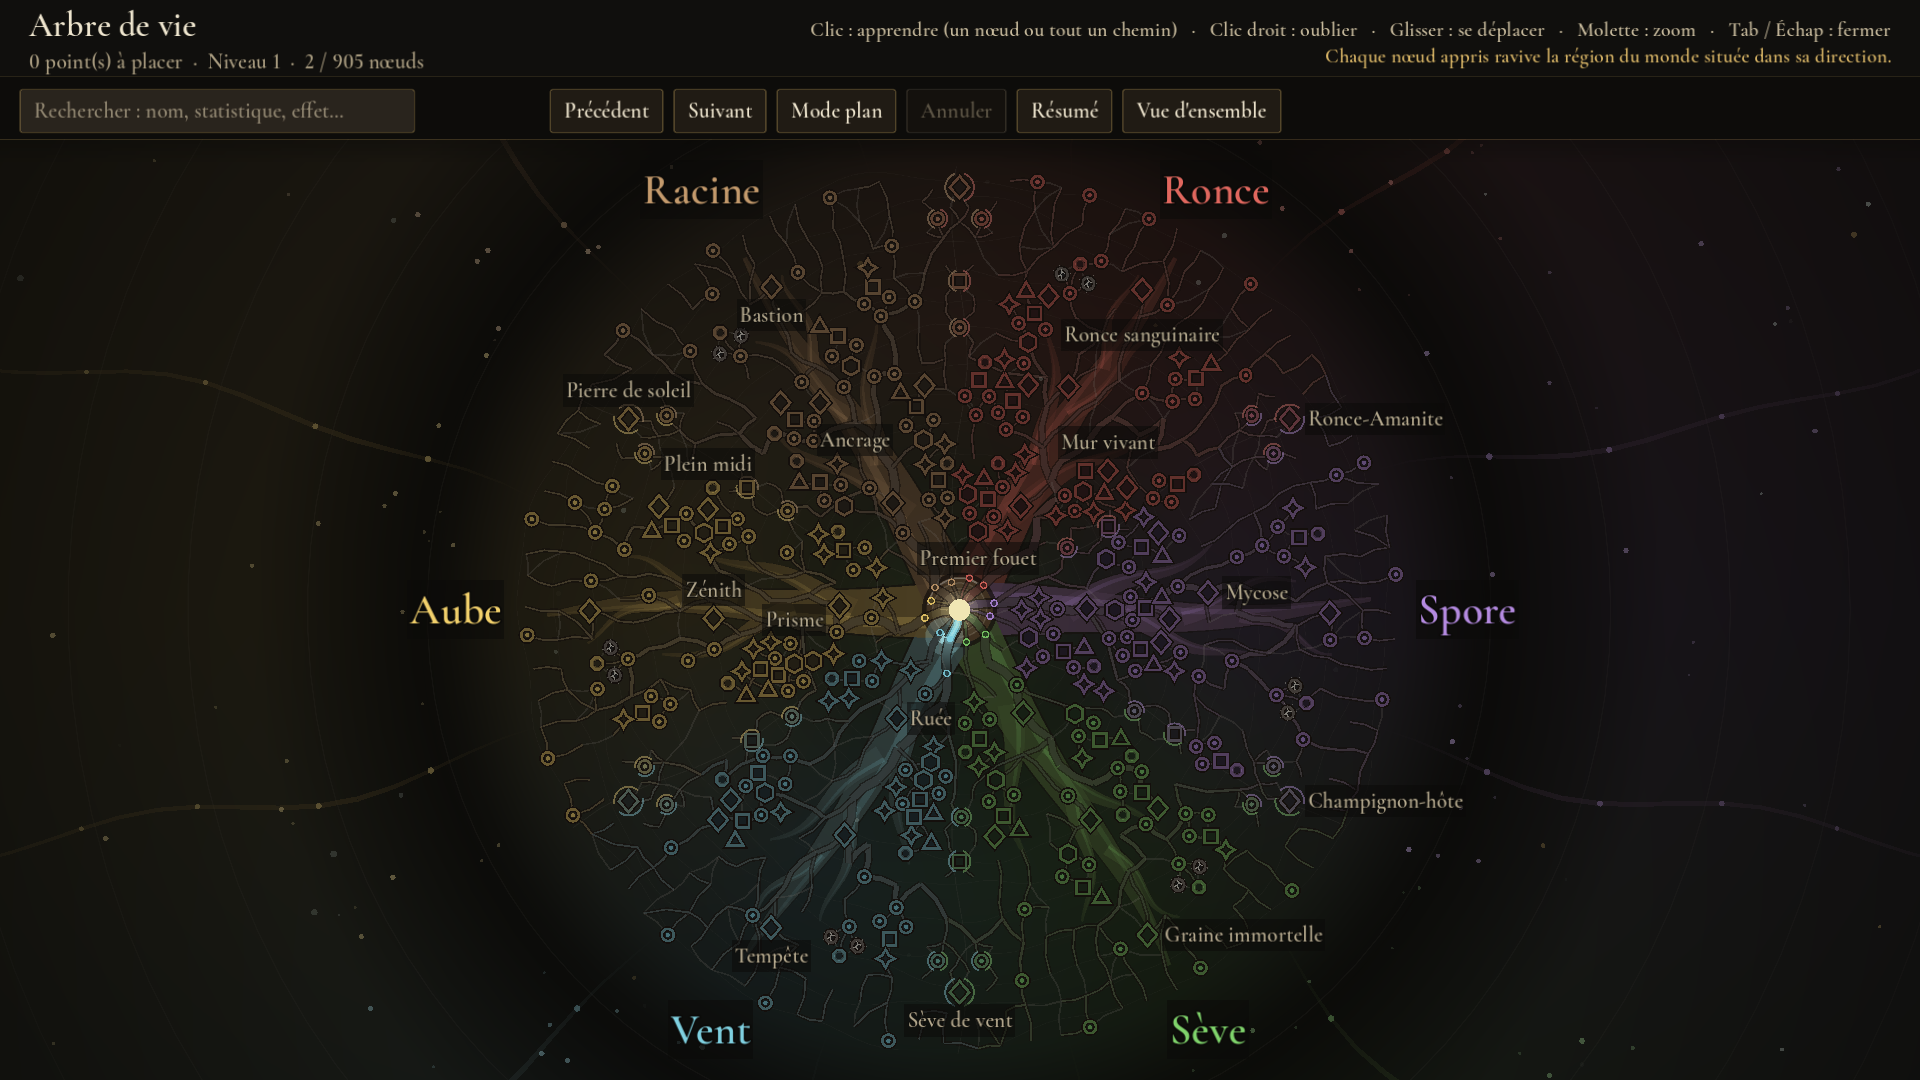 Arbre de vie
0 point(s) à placer · Niveau 1 · 2 / 905 nœuds
Clic : apprendre (un nœud ou tout un chemin) · Clic droit : oublier · Glisser : se déplacer · Molette : zoom · Tab / Échap : fermer
Chaque nœud appris ravive la région du monde située dans sa direction.
Rechercher : nom, statistique, effet...
Précédent
Suivant
Mode plan
Annuler
Résumé
Vue d'ensemble
Racine
Ronce
Bastion
Ronce sanguinaire
Pierre de soleil
Ronce-Amanite
Ancrage
Mur vivant
Plein midi
Premier fouet
Zénith
Mycose
Aube
Prisme
Spore
Ruée
Champignon-hôte
Graine immortelle
Tempête
Sève de vent
Vent
Sève